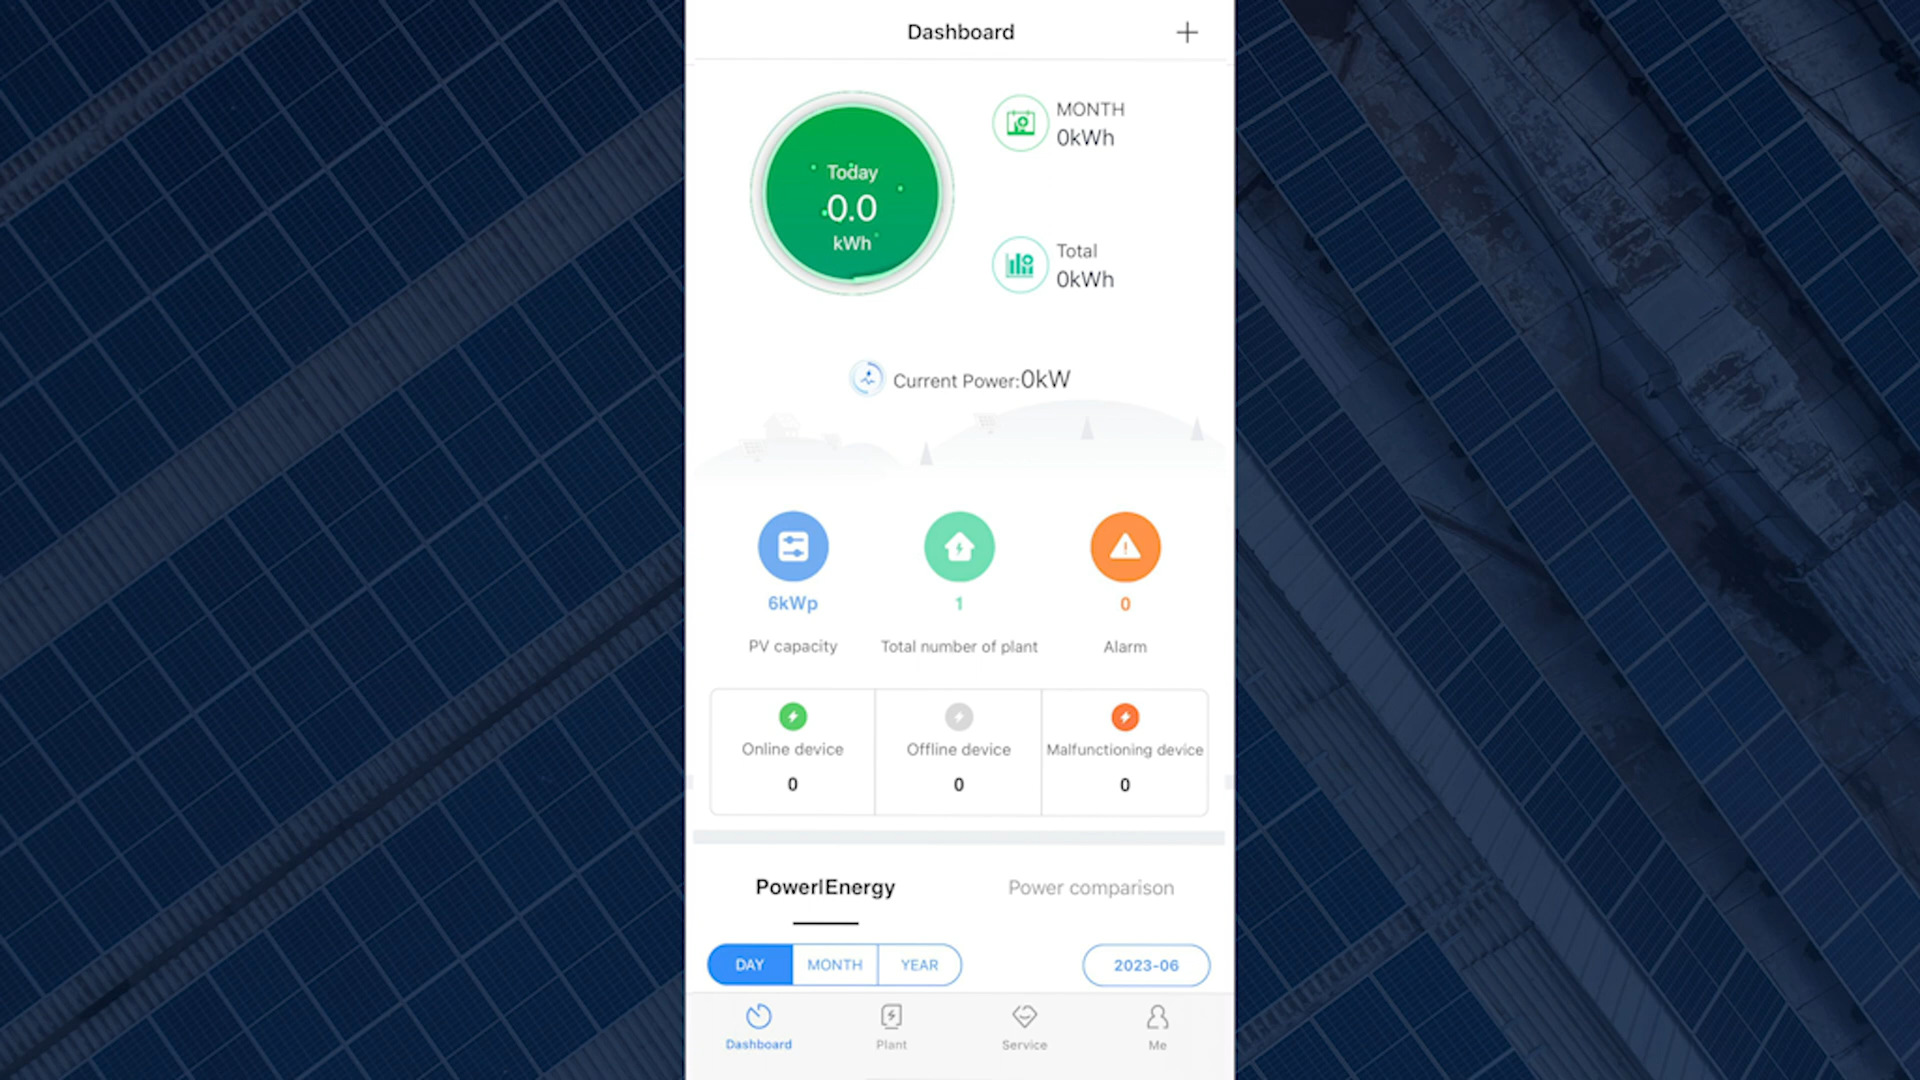 Dashboard
Today
0.0
kWh
MONTH
0kWh
Total
0kWh
Current Power:0kW
6kWp
PV capacity
1
Total number of plant
0
Alarm
Online device
0
Offline device
0
Malfunctioning device
0
Power|Energy
Power comparison
DAY
MONTH
YEAR
2023-06
Dashboard
Plant
Service
Me